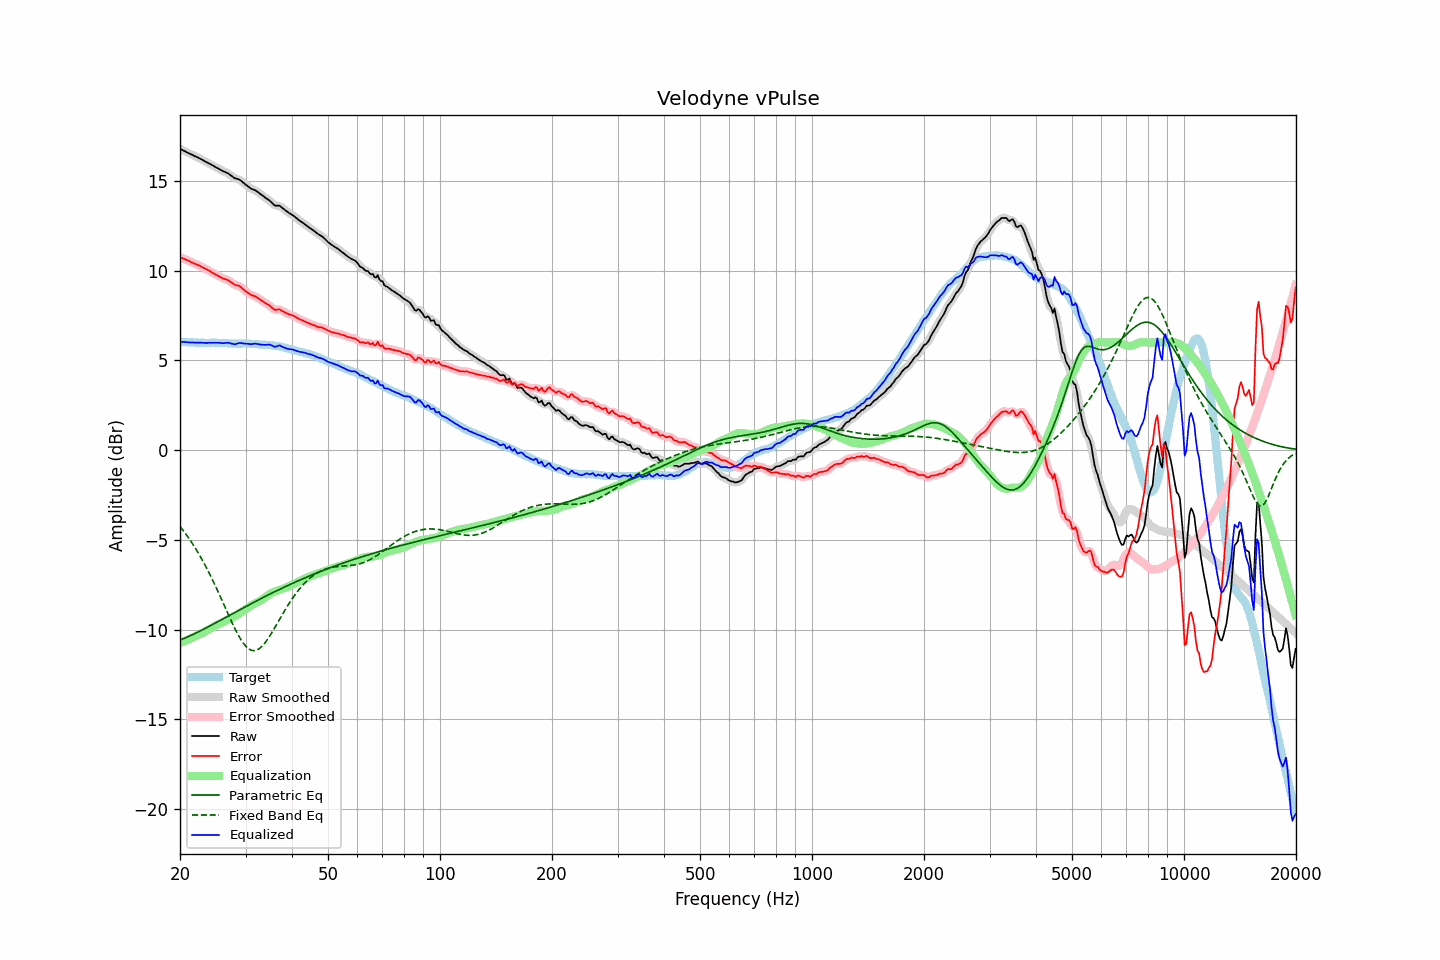 Velodyne vPulse
Amplitude (dBr)
15
10
5
0
−5
−10
−15
−20
Target
Raw Smoothed
Error Smoothed
Raw
Error
Equalization
Parametric Eq
Fixed Band Eq
Equalized
20 50 100 200 500 1000 2000 5000 10000 20000
Frequency (Hz)